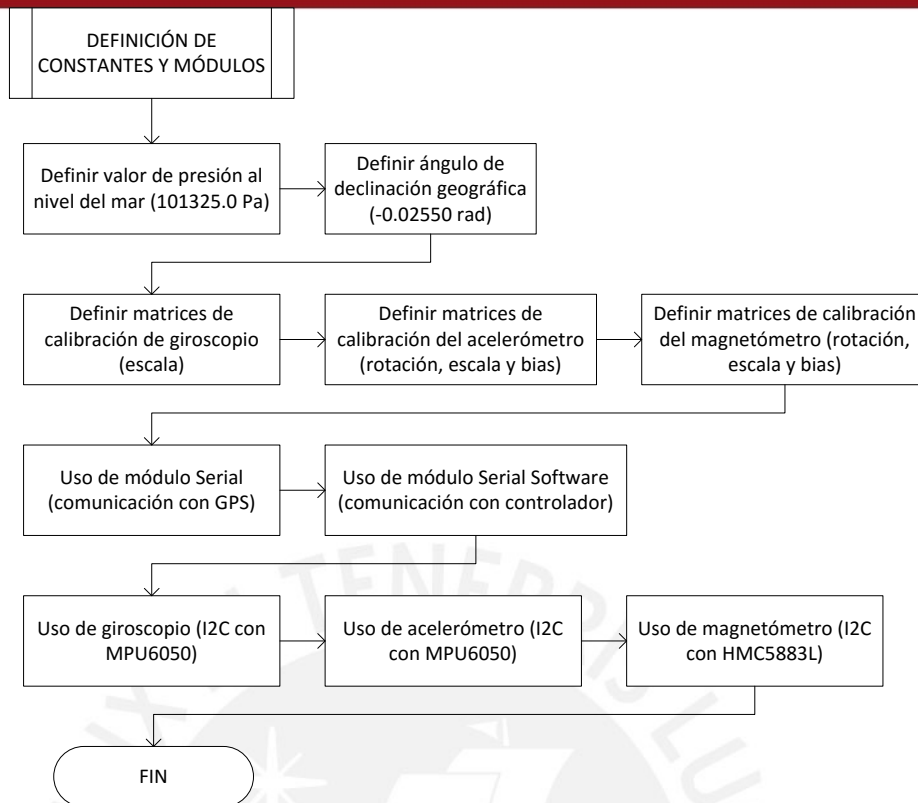 DEFINICIÓN DE
CONSTANTES Y MÓDULOS
Definir valor de presión al
nivel del mar (101325.0 Pa)
Definir ángulo de
declinación geográfica
(-0.02550 rad)
Definir matrices de
calibración de giroscopio
(escala)
Definir matrices de
calibración del acelerómetro
(rotación, escala y bias)
Definir matrices de calibración
del magnetómetro (rotación,
escala y bias)
Uso de módulo Serial
(comunicación con GPS)
Uso de módulo Serial Software
(comunicación con controlador)
Uso de giroscopio (I2C con
MPU6050)
Uso de acelerómetro (I2C
con MPU6050)
Uso de magnetómetro (I2C
con HMC5883L)
FIN
TENEBRIS